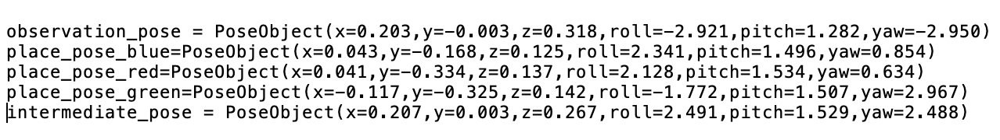 observation_pose = PoseObject(x=0.203,y=-0.003,z=0.318,roll=-2.921,pitch=1.282,yaw=-2.950)
place_pose_blue=PoseObject(x=0.043,y=-0.168,z=0.125,roll=2.341,pitch=1.496,yaw=0.854)
place_pose_red=PoseObject(x=0.041,y=-0.334,z=0.137,roll=2.128,pitch=1.534,yaw=0.634)
place_pose_green=PoseObject(x=-0.117,y=-0.325,z=0.142,roll=-1.772,pitch=1.507,yaw=2.967)
intermediate_pose = PoseObject(x=0.207,y=0.003,z=0.267,roll=2.491,pitch=1.529,yaw=2.488)